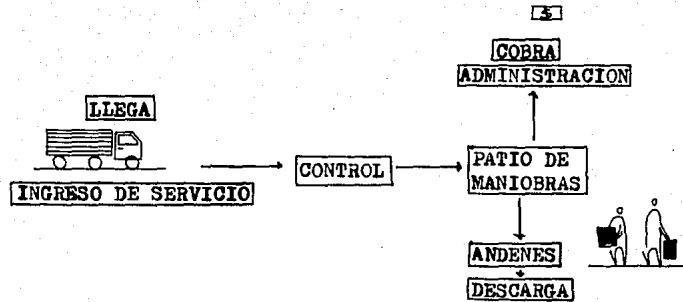 $
COBRA
ADMINISTRACION
LLEGA
INGRESO DE SERVICIO
CONTROL
PATIO DE
MANIOBRAS
ANDENES
DESCARGA